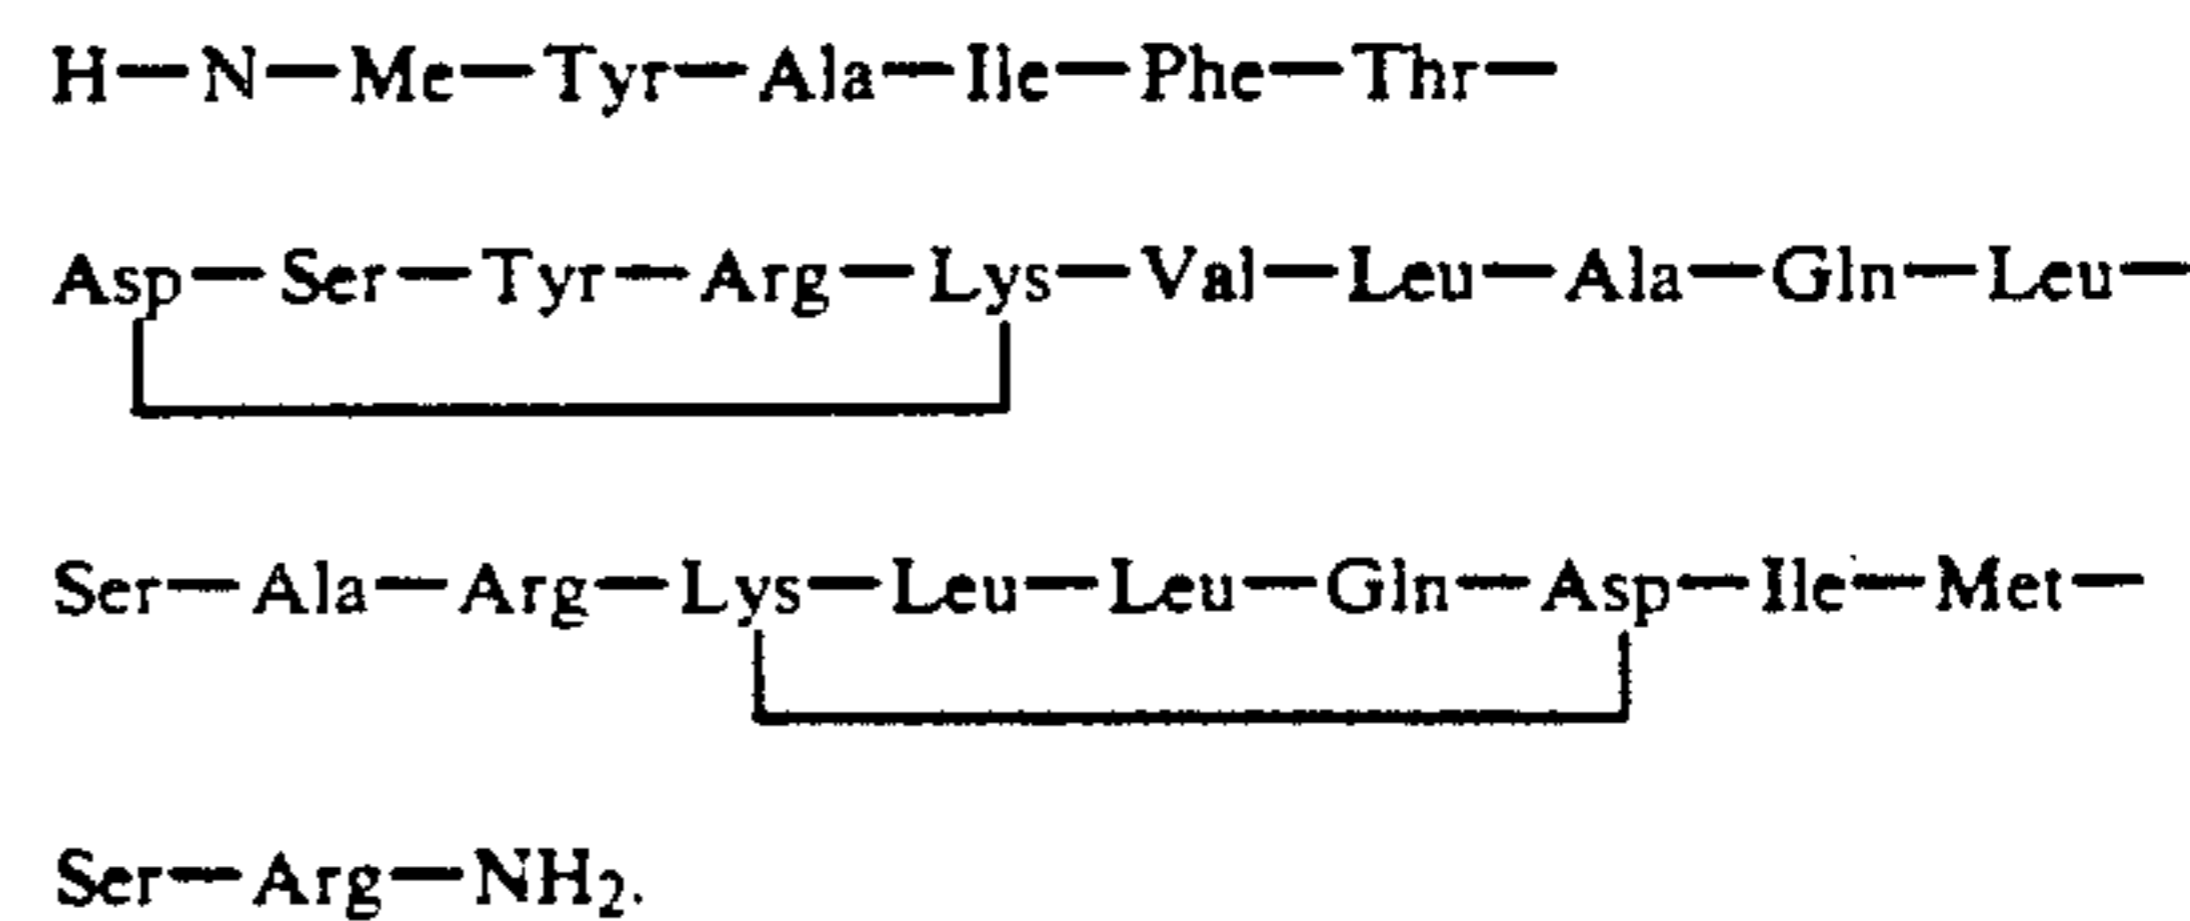 H—N—Me—Tyr—Ala—Ile—Phe—Thr—
Asp—Ser—Tyr—Arg—Lys—Val—Leu—Ala—Gln—Leu—
Ser—Ala—Arg—Lys—Leu—Leu—Gln—Asp—Ile—Met—
Ser—Arg—NH₂.